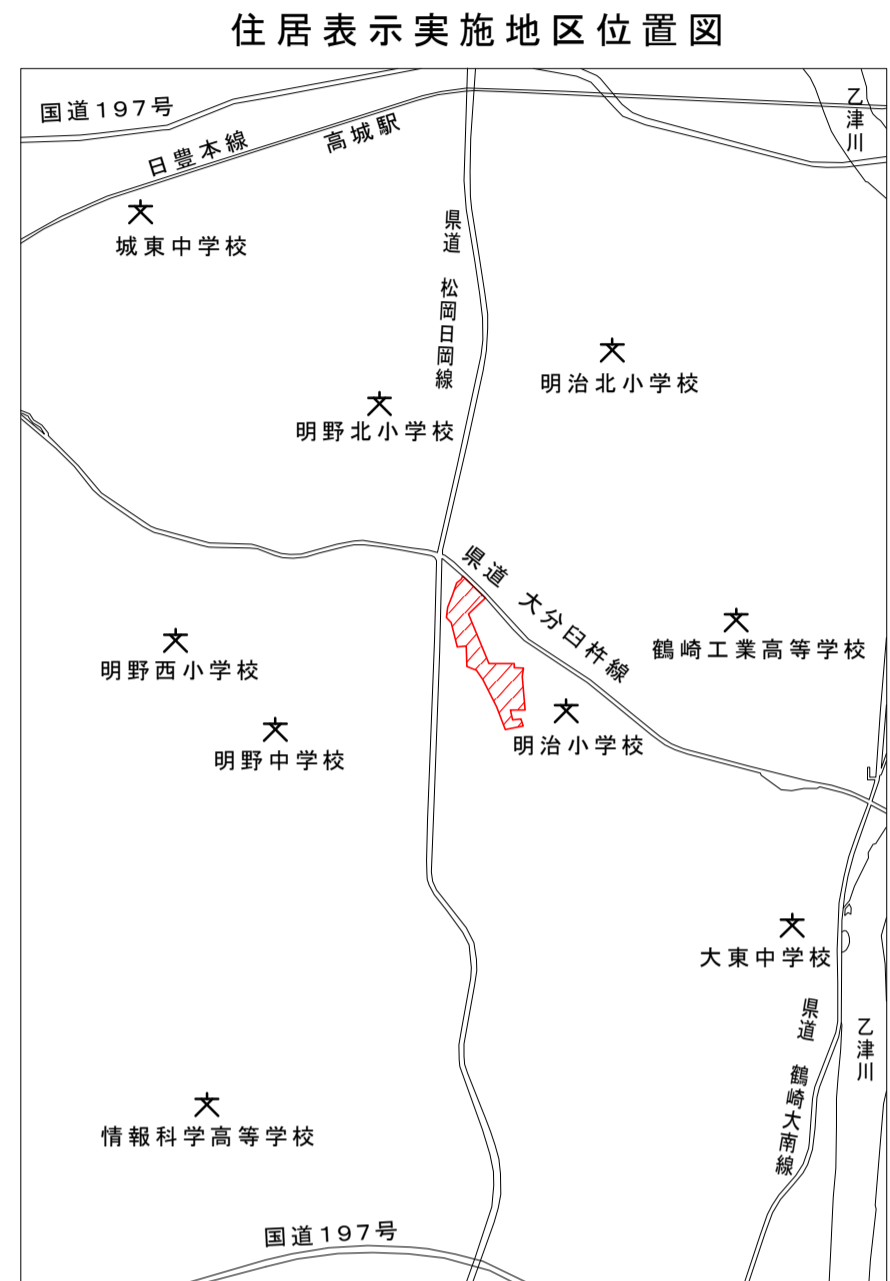 住居表示実施地区位置図
国道197号
日豊本線
高城駅
乙津川
城東中学校
県道 松岡日岡線
明治北小学校
明野北小学校
県道 大分臼杵線
鶴崎工業高等学校
明野西小学校
明治小学校
明野中学校
大東中学校
県道 鶴崎大南線
乙津川
情報科学高等学校
国道197号